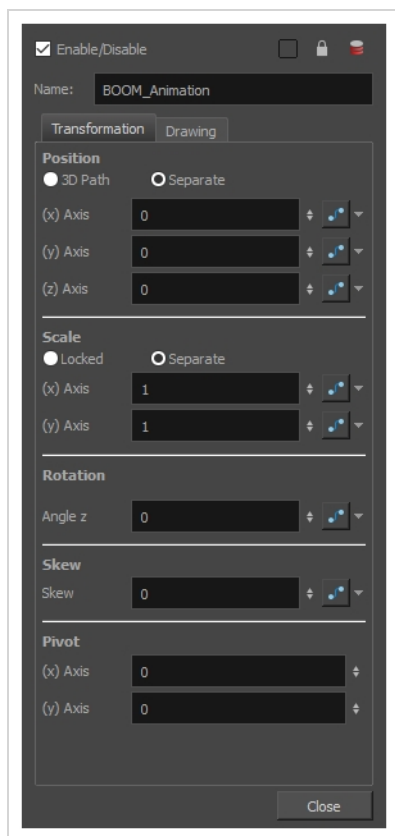 Enable/Disable
Name: BOOM_Animation
Transformation Drawing
Position
3D Path Separate
(x) Axis 0
(y) Axis 0
(z) Axis 0
Scale
Locked Separate
(x) Axis 1
(y) Axis 1
Rotation
Angle z 0
Skew
Skew 0
Pivot
(x) Axis 0
(y) Axis 0
Close